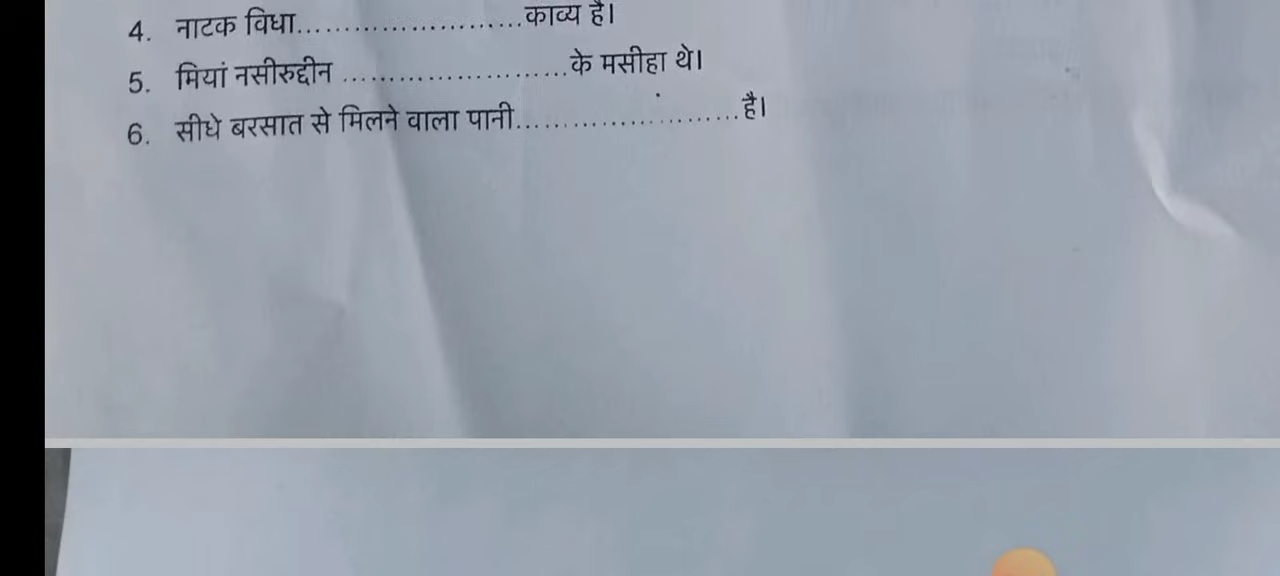 4. नाटक विधा.........................काव्य है।
5. मियां नसीरुद्दीन .........................के मसीहा थे।
6. सीधे बरसात से मिलने वाला पानी.........................है।